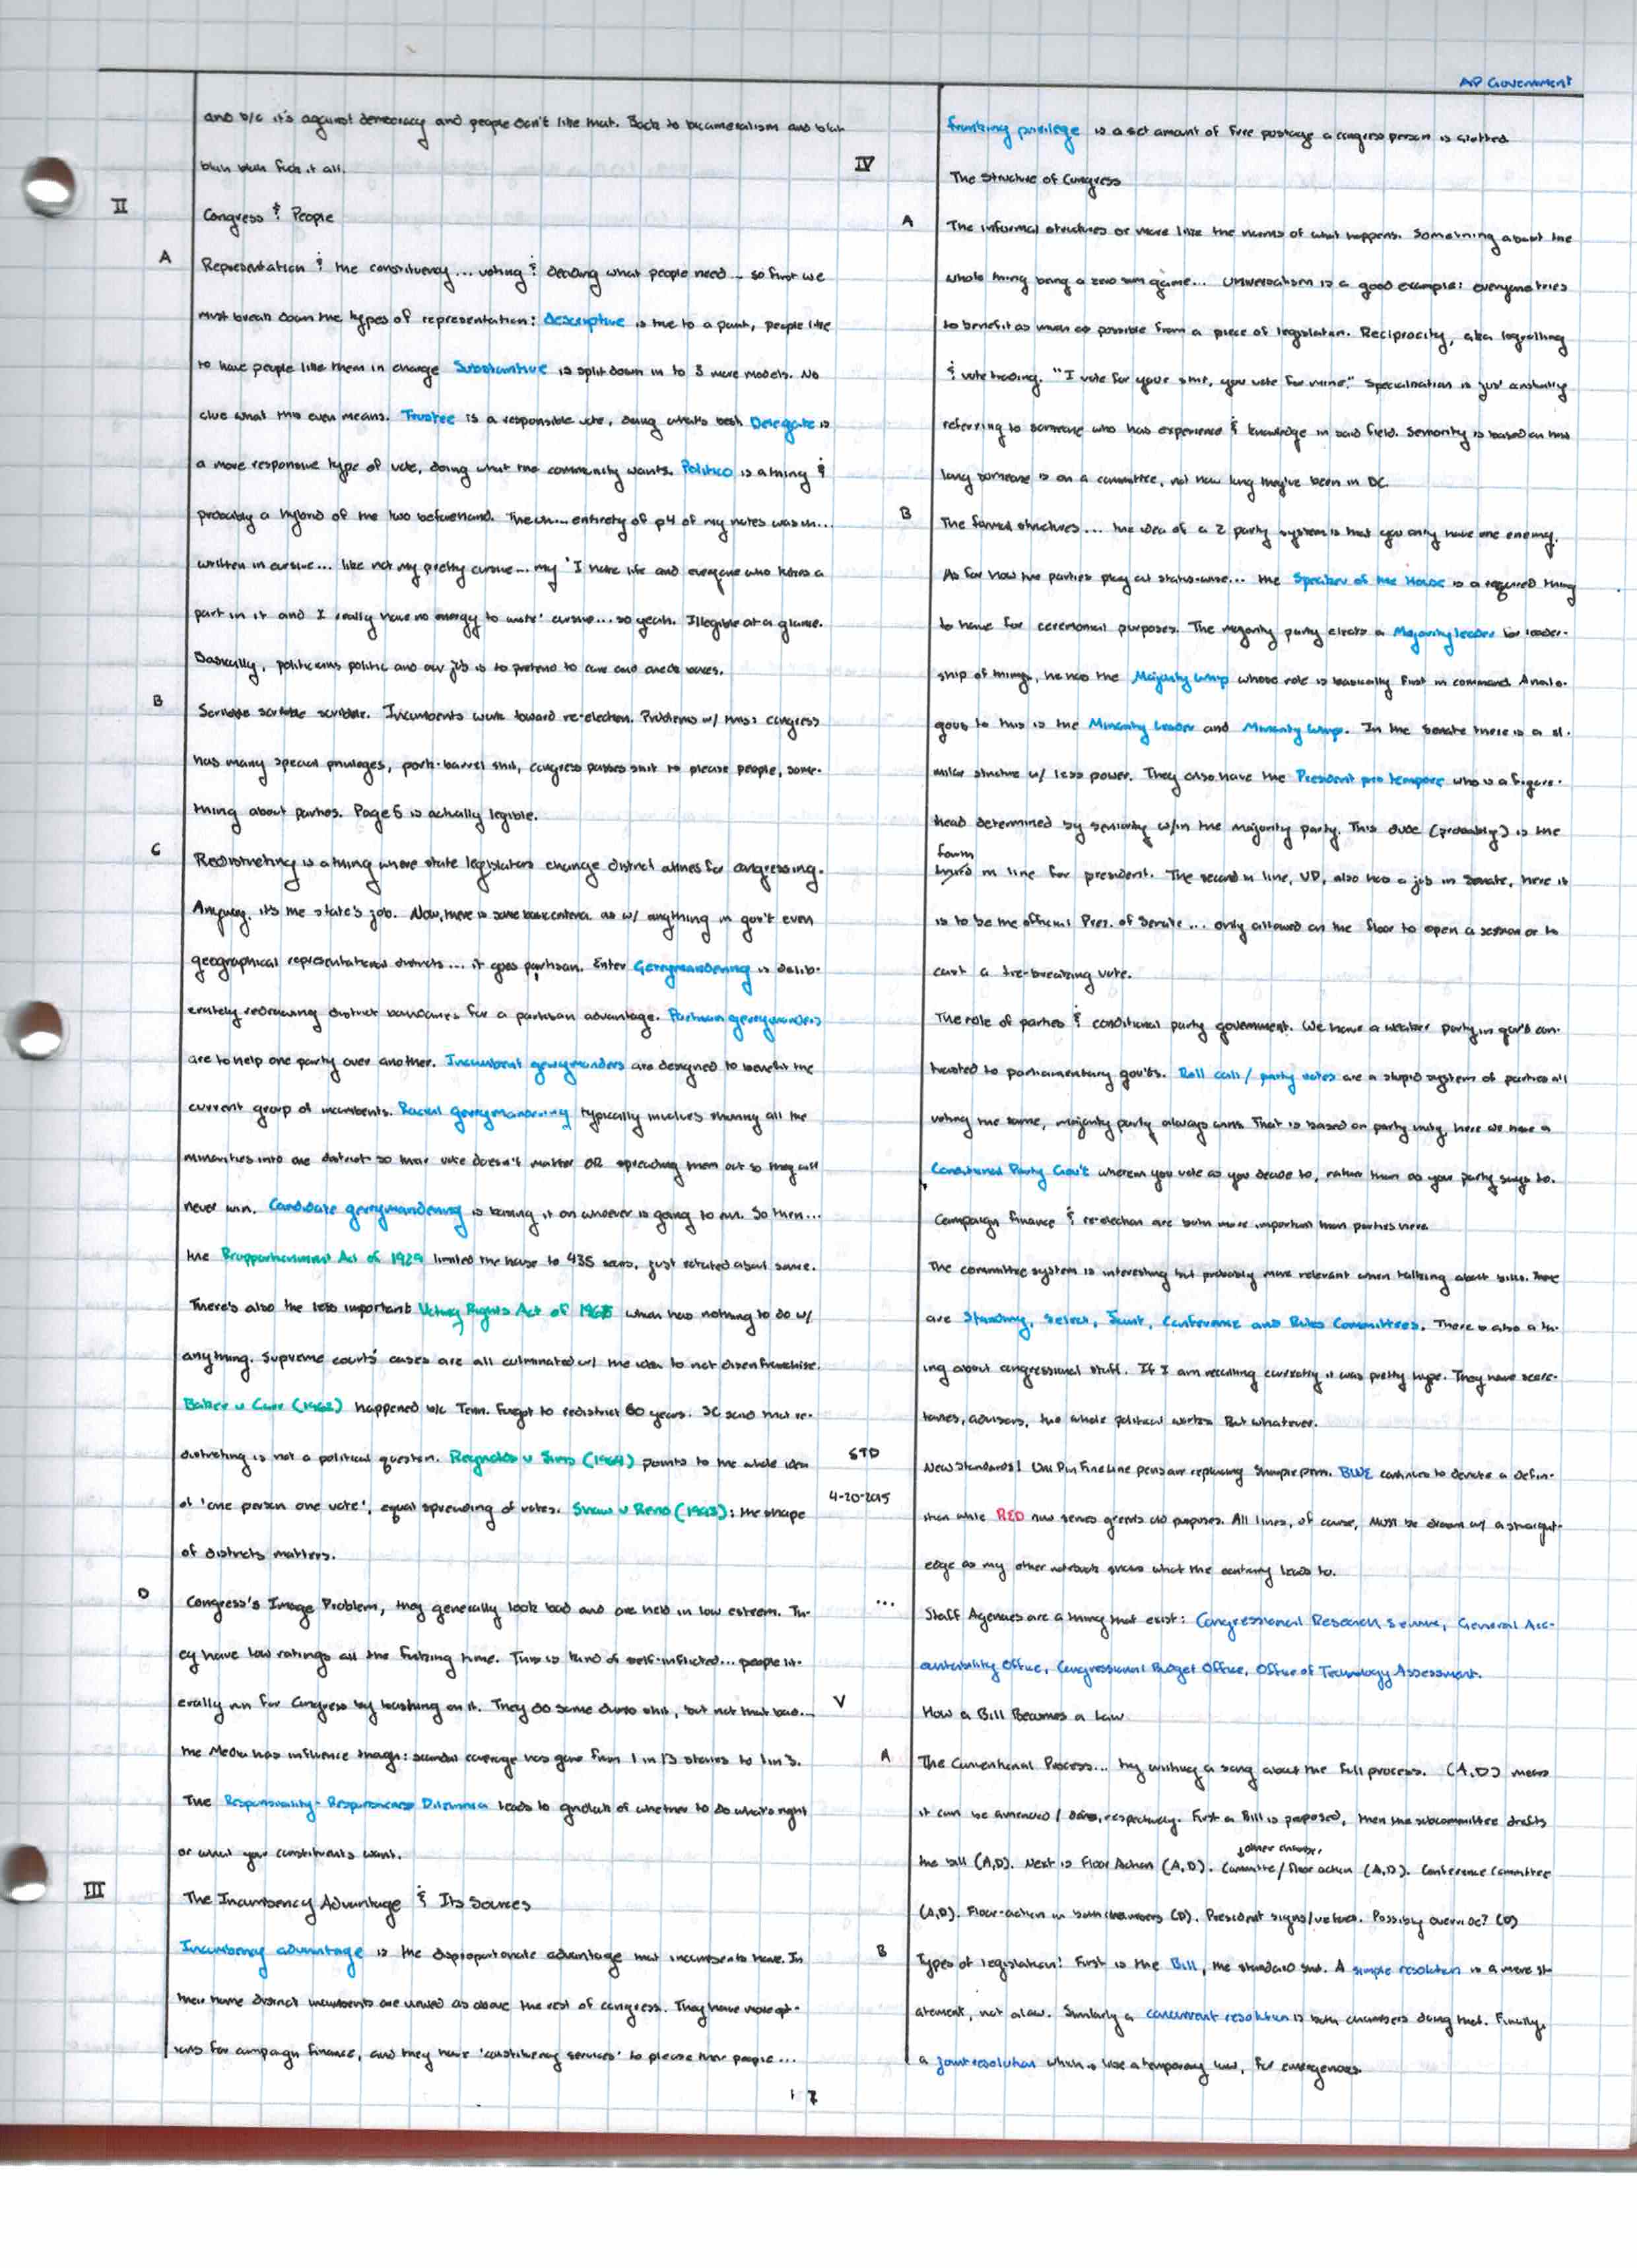 AP Government
and b/c it's against democracy and people don't like that. Back to bicameralism and blah
blah blah fuck it all.
II
Congress & People
A
Representation & the constituency... voting & deciding what people need... so first we
must break down the types of representation: Descriptive is true to a point, people like
to have people like them in charge Substantive is split down in to 3 more models. No
clue what this even means. Trustee is a responsible vote, doing what's best. Delegate is
a more responsive type of vote, doing what the community wants. Politico is a thing &
probably a hybrid of the two beforehand. The uh... entirety of p4 of my notes was uh...
written in cursive... like not my pretty cursive... my 'I hate life and everyone who has a
part in it and I really have no energy to write' cursive... so yeah. Illegible at a glance.
Basically, politicians politic and our job is to pretend to care and check boxes.
B
Scribble scribble scribble. Incumbents work toward re-election. Problems w/ this: congress
has many special privileges, pork-barrel shit, congress passes shit to please people, some-
thing about parties. Page 5 is actually legible.
C
Redistricting is a thing where state legislators change district lines for congressing.
Anyway, it's the state's job. Now, there is some basic criteria as w/ anything in gov't even
geographical representational districts... it goes partisan. Enter Gerrymandering is delib-
erately redrawing district boundaries for a partisan advantage. Partisan gerrymanders
are to help one party over another. Incumbent gerrymanders are designed to benefit the
current group of incumbents. Racial gerrymandering typically involves shoving all the
minorities into one district so their vote doesn't matter OR spreading them out so they will
never win. Candidate gerrymandering is basing it on whoever is going to run. So then...
the Reapportionment Act of 1929 limited the house to 435 seats, just rotated about some.
There's also the less important Voting Rights Act of 1965 which has nothing to do w/
anything. Supreme courts' cases are all culminated w/ the idea to not disenfranchise.
Baker v Carr (1962) happened b/c Tenn. forgot to redistrict 60 years. SC said that re-
districting is not a political question. Reynolds v Sims (1964) points to the whole idea
of 'one person one vote', equal spreading of votes. Shaw v Reno (1993): the shape
of districts matters.
D
Congress's Image Problem, they generally look bad and are held in low esteem. Th-
ey have low ratings all the fucking time. This is kind of self-inflicted... people lit-
erally run for Congress by bashing on it. They do some dumb shit, but not that bad...
the Media has influence though: scandal coverage has gone from 1 in 13 stories to 1 in 3.
The Responsibility-Responsiveness Dilemma leads to gridlock of whether to do what's right
or what your constituents want.
III
The Incumbency Advantage & Its Sources
Incumbency advantage is the disproportionate advantage that incumbents have. In
their home district incumbents are viewed as above the rest of congress. They have more opt-
ions for campaign finance, and they have 'constituency services' to please their people...
franking privilege is a set amount of free postage a congress person is allotted
IV
The Structure of Congress
A
The informal structures or more like the norms of what happens. Something about the
whole thing being a zero sum game... Universalism is a good example: everyone tries
to benefit as much as possible from a piece of legislation. Reciprocity, aka logrolling
& vote trading. "I vote for your shit, you vote for mine." Specialization is just
referring to someone who has experience & knowledge in said field. Seniority is based on how
long someone is on a committee, not how long they've been in DC.
B
The formal structures... the idea of a 2 party system is that you only have one enemy.
As for how the parties play out status-wise... the Speaker of the House is a required thing
to have for ceremonial purposes. The majority party elects a Majority leader for leader-
ship of things, hence the Majority Whip whose role is basically first in command. Analo-
gous to this is the Minority Leader and Minority Whip. In the Senate there is a si-
milar structure w/ less power. They also have the President pro tempore who is a figure-
head determined by seniority w/in the majority party. This dude (probably) is the
fourth
third in line for president. The second in line, VP, also has a job in Senate, here is
is to be the official Pres. of Senate... only allowed on the floor to open a session or to
cast a tie-breaking vote.
The role of parties & conditional party government. We have a weaker party in gov't con-
trasted to parliamentary gov'ts. Roll call / party votes are a stupid system of parties all
voting the same, majority party always wins. That is based on party unity, here we have a
Conditional Party Gov't wherein you vote as you decide to, rather than as your party says to.
Campaign finance & re-election are both more important than parties here.
The committee system is interesting but probably more relevant when talking about bills. There
are Standing, Select, Joint, Conference and Rules Committees. There is also a th-
ing about congressional staff. If I am recalling correctly it was pretty huge. They have secre-
taries, advisors, the whole political works. But whatever.
STD
4-20-2015
New Standards! Uni Pin Fine Line pens are replacing Sharpie pens. BLUE continues to denote a defin-
ition while RED now serves green's old purposes. All lines, of course, MUST be drawn w/ a straight-
edge as my other notebook shows what the contrary leads to.
...
Staff Agencies are a thing that exist: Congressional Research Service, General Acc-
ountability Office, Congressional Budget Office, Office of Technology Assessment.
V
How a Bill Becomes a Law
A
The Conventional Process... try writing a song about the full process. (A,D) means
it can be amended / , respectively. First a Bill is proposed, then the subcommittee drafts
other chamber
the bill (A,D). Next is Floor Action (A,D). Committee/floor action (A,D). Conference Committee
(A,D). Floor-action in both chambers (D). President signs/vetoes. Possibly override? (D)
B
Types of legislation! First is the Bill, the standard shit. A simple resolution is a mere st-
atement, not a law. Similarly a concurrent resolution is both chambers doing that. Finally,
a joint resolution which is like a temporary law, for emergencies.
17